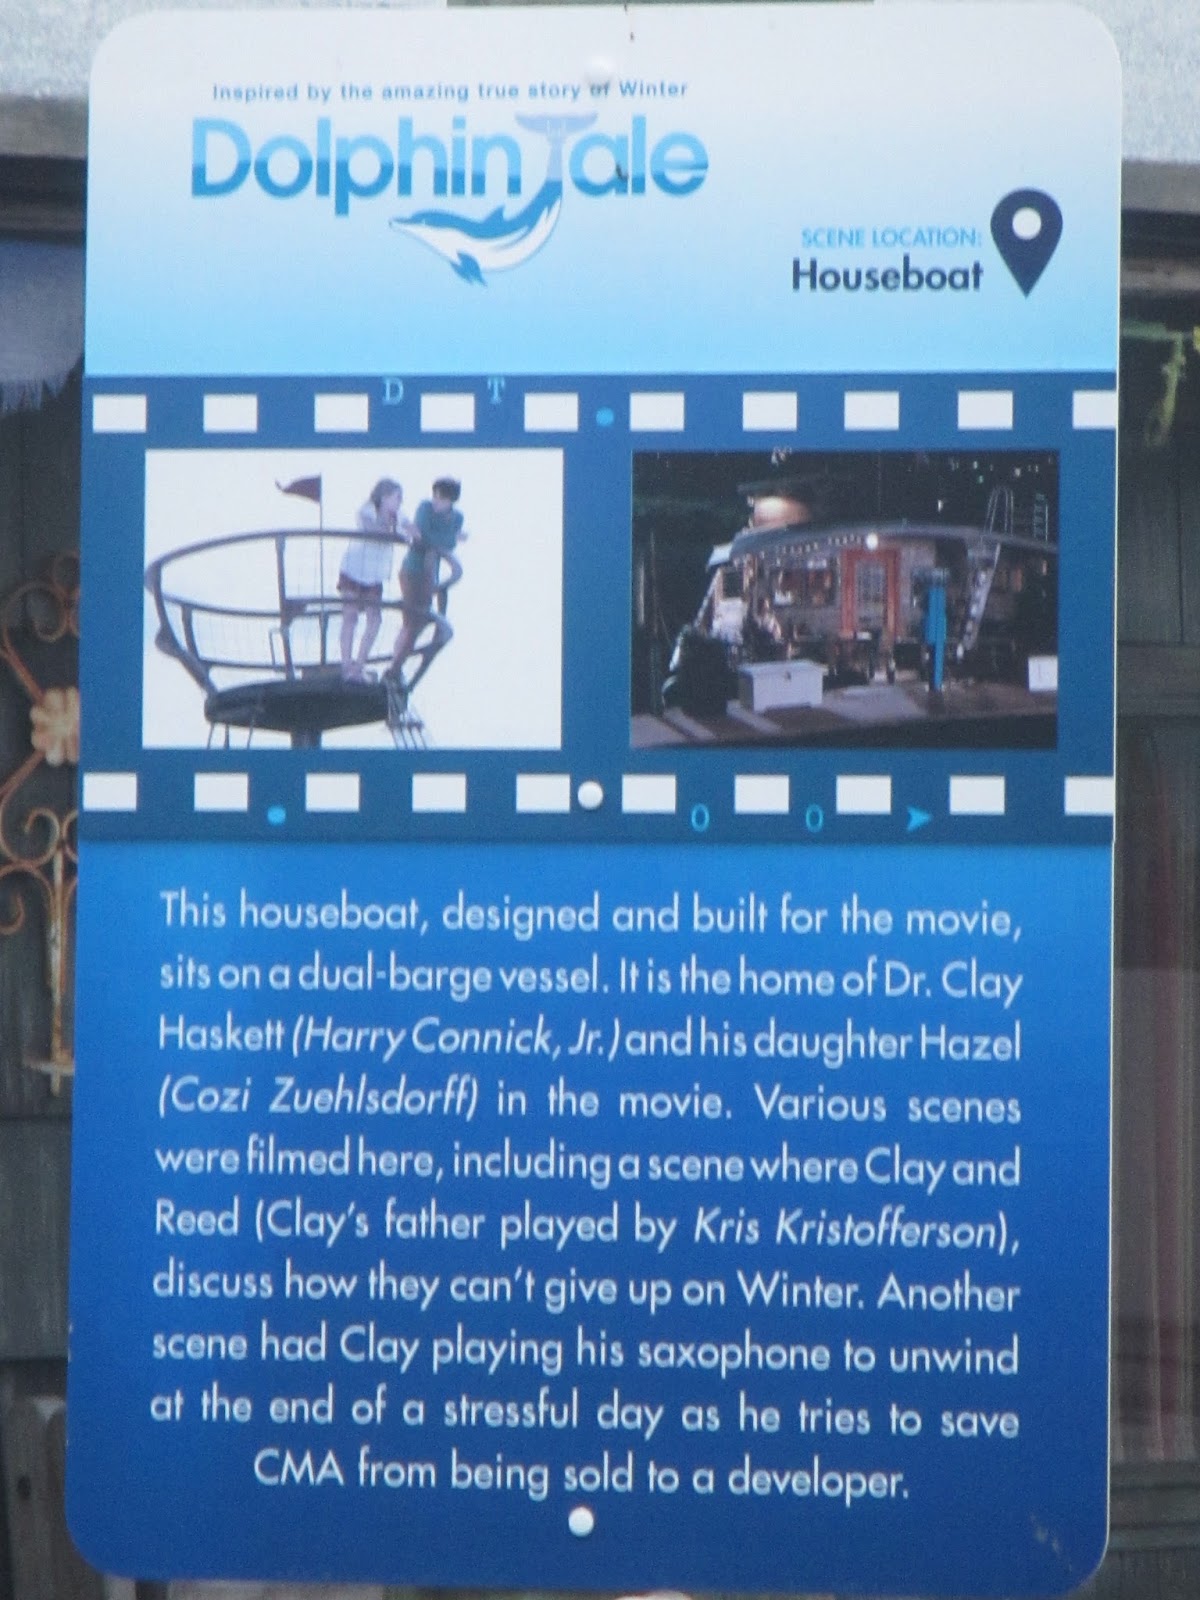 Inspired by the amazing true story of Winter
Dolphin Tale
SCENE LOCATION:
Houseboat
D T
0 0
This houseboat, designed and built for the movie,
sits on a dual-barge vessel. It is the home of Dr. Clay
Haskett (Harry Connick, Jr.) and his daughter Hazel
(Cozi Zuehlsdorff) in the movie. Various scenes
were filmed here, including a scene where Clay and
Reed (Clay's father played by Kris Kristofferson),
discuss how they can't give up on Winter. Another
scene had Clay playing his saxophone to unwind
at the end of a stressful day as he tries to save
CMA from being sold to a developer.